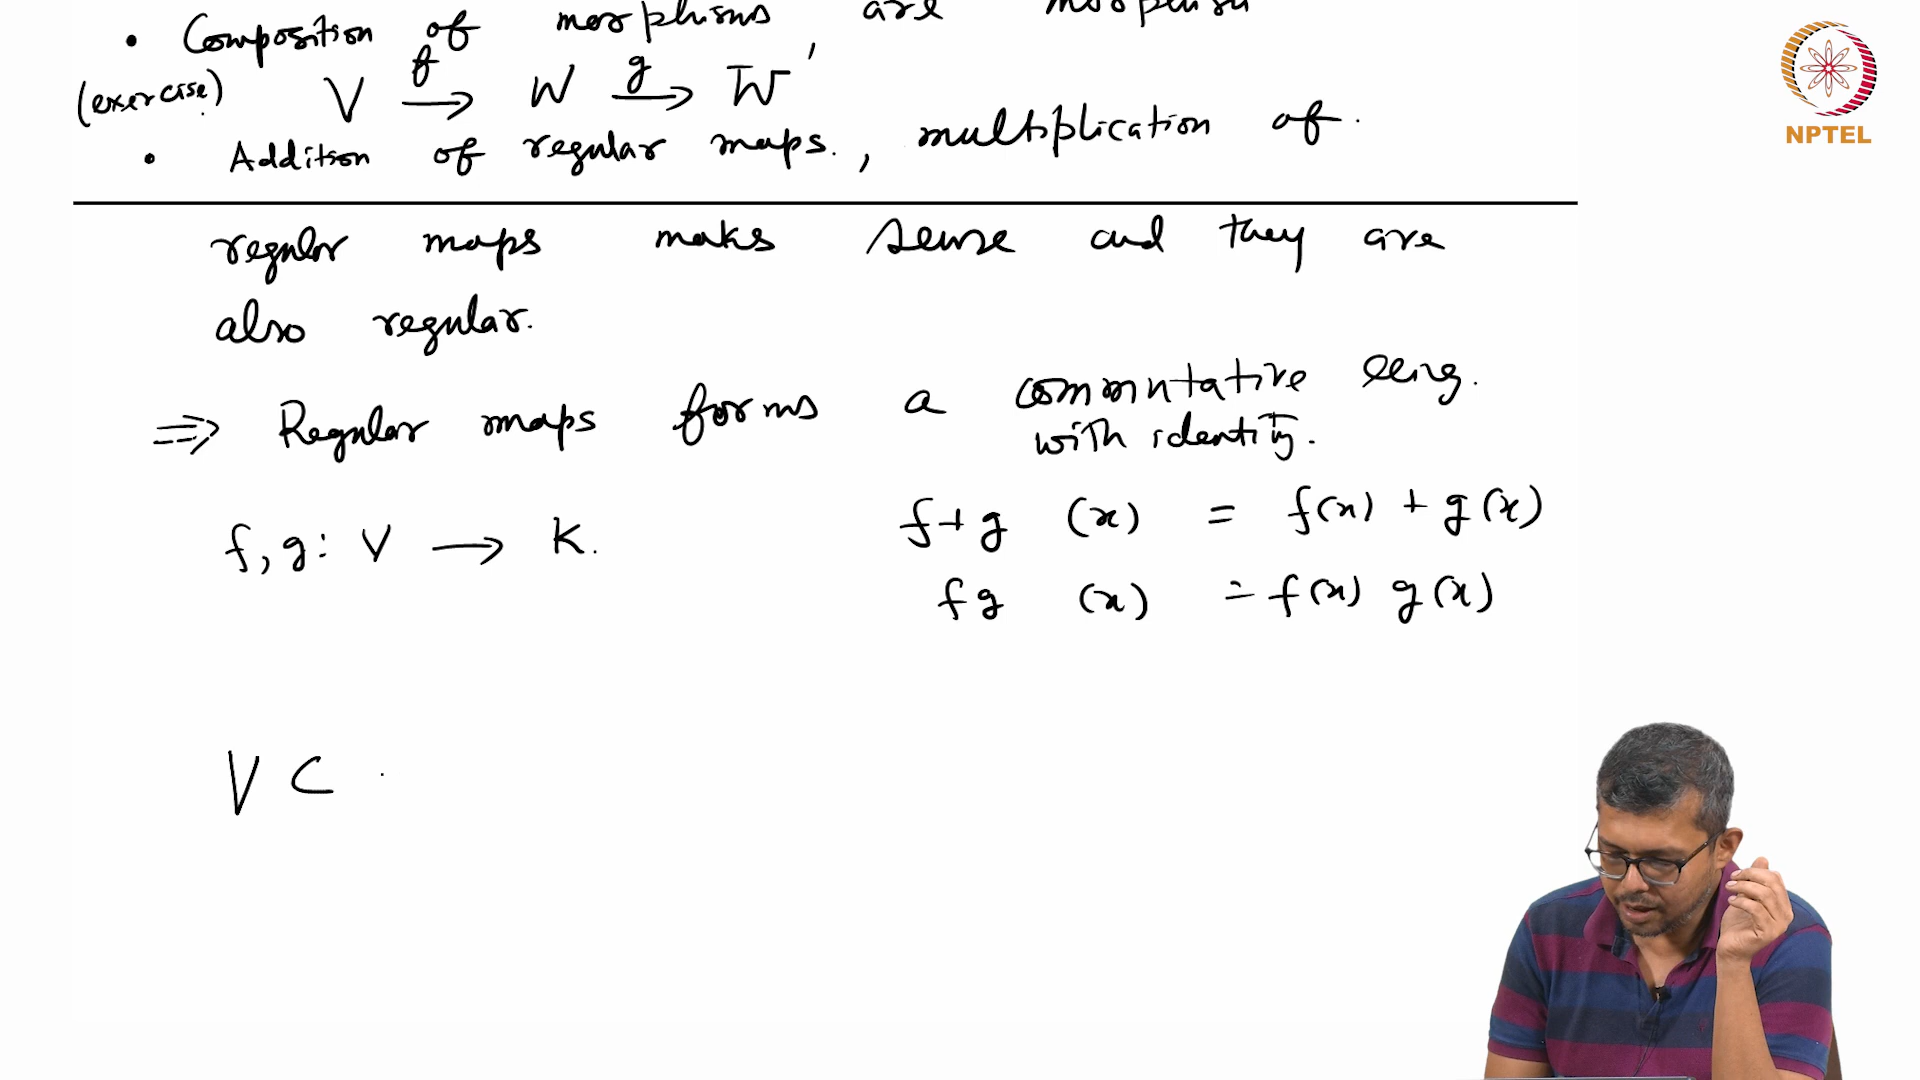 • Composition of morphisms are
(exercise) V f→ W g→ W'
NPTEL
• Addition of regular maps., multiplication of.
regular maps make sense and they are
also regular.
⇒ Regular maps forms a commutative ring.
with identity.
f, g: V → K. f+g (x) = f(x) + g(x)
fg (x) = f(x) g(x)
V ⊂ .